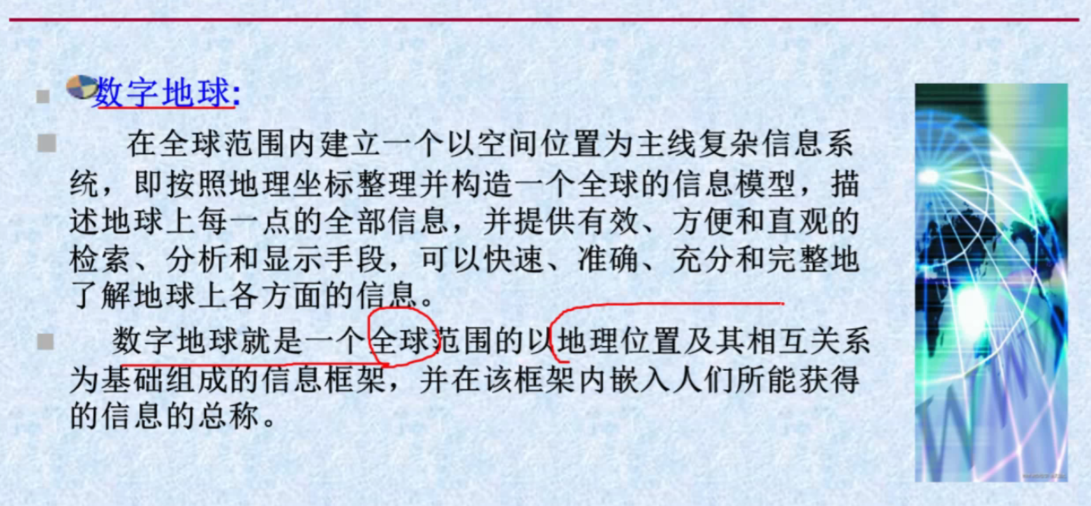 数字地球:
在全球范围内建立一个以空间位置为主线复杂信息系
统，即按照地理坐标整理并构造一个全球的信息模型，描
述地球上每一点的全部信息，并提供有效、方便和直观的
检索、分析和显示手段，可以快速、准确、充分和完整地
了解地球上各方面的信息。
数字地球就是一个全球范围的以地理位置及其相互关系
为基础组成的信息框架，并在该框架内嵌入人们所能获得
的信息的总称。
WWW